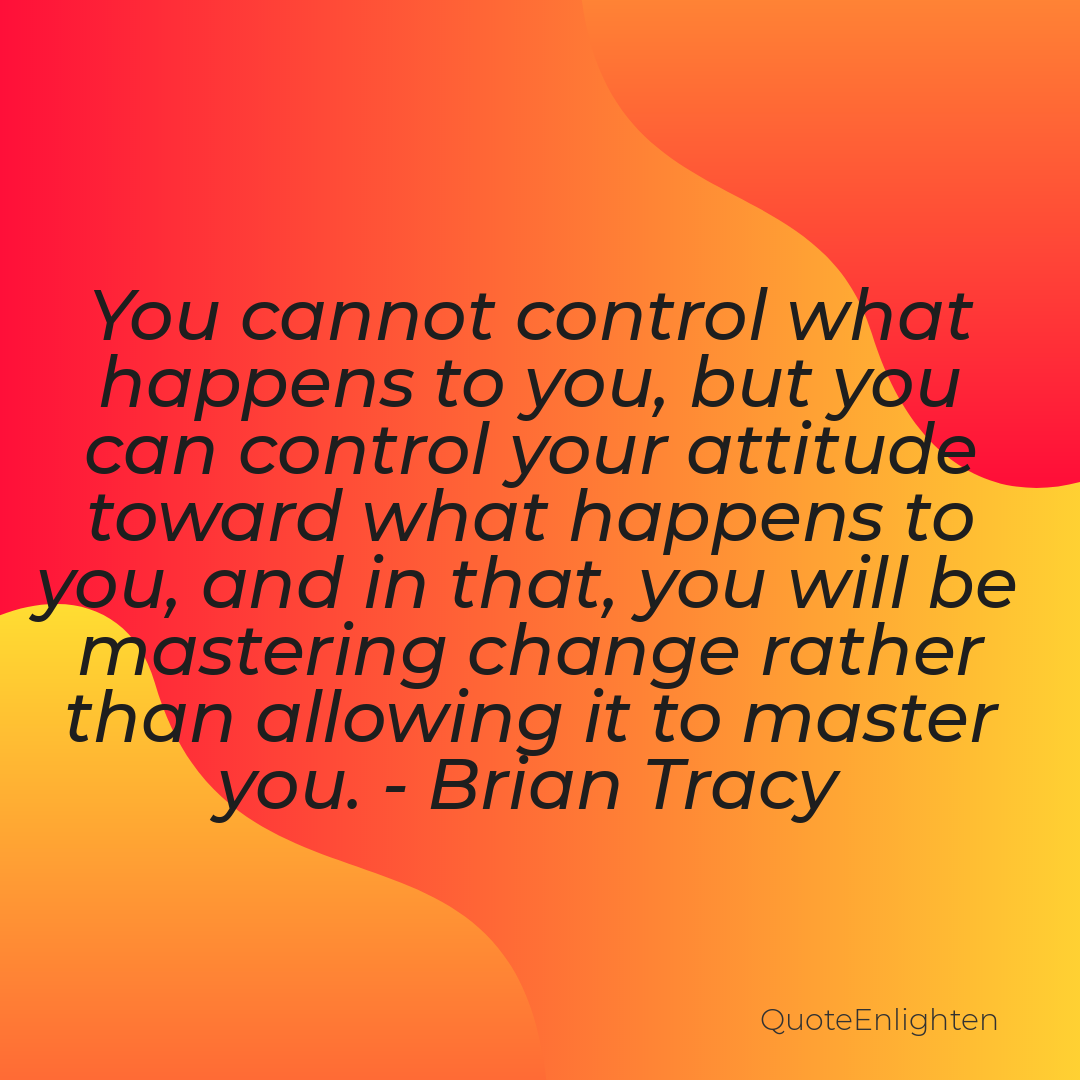 You cannot control what
happens to you, but you
can control your attitude
toward what happens to
you, and in that, you will be
mastering change rather
than allowing it to master
you. - Brian Tracy
QuoteEnlighten